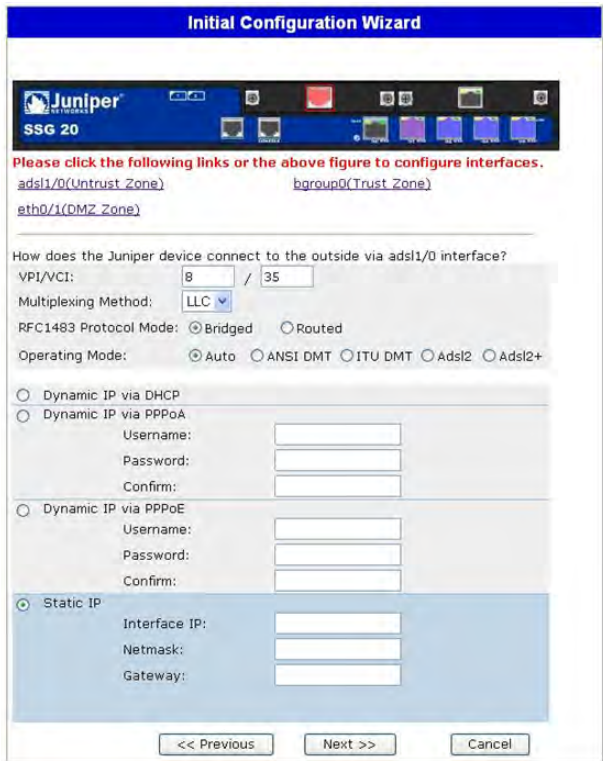 Initial Configuration Wizard
Juniper
NETWORKS
SSG 20
Please click the following links or the above figure to configure interfaces.
adsl1/0(Untrust Zone) bgroup0(Trust Zone)
eth0/1(DMZ Zone)
How does the Juniper device connect to the outside via adsl1/0 interface?
VPI/VCI: 8 / 35
Multiplexing Method: LLC
RFC1483 Protocol Mode: Bridged Routed
Operating Mode: Auto ANSI DMT ITU DMT Adsl2 Adsl2+
Dynamic IP via DHCP
Dynamic IP via PPPoA
Username:
Password:
Confirm:
Dynamic IP via PPPoE
Username:
Password:
Confirm:
Static IP
Interface IP:
Netmask:
Gateway:
<< Previous Next >> Cancel